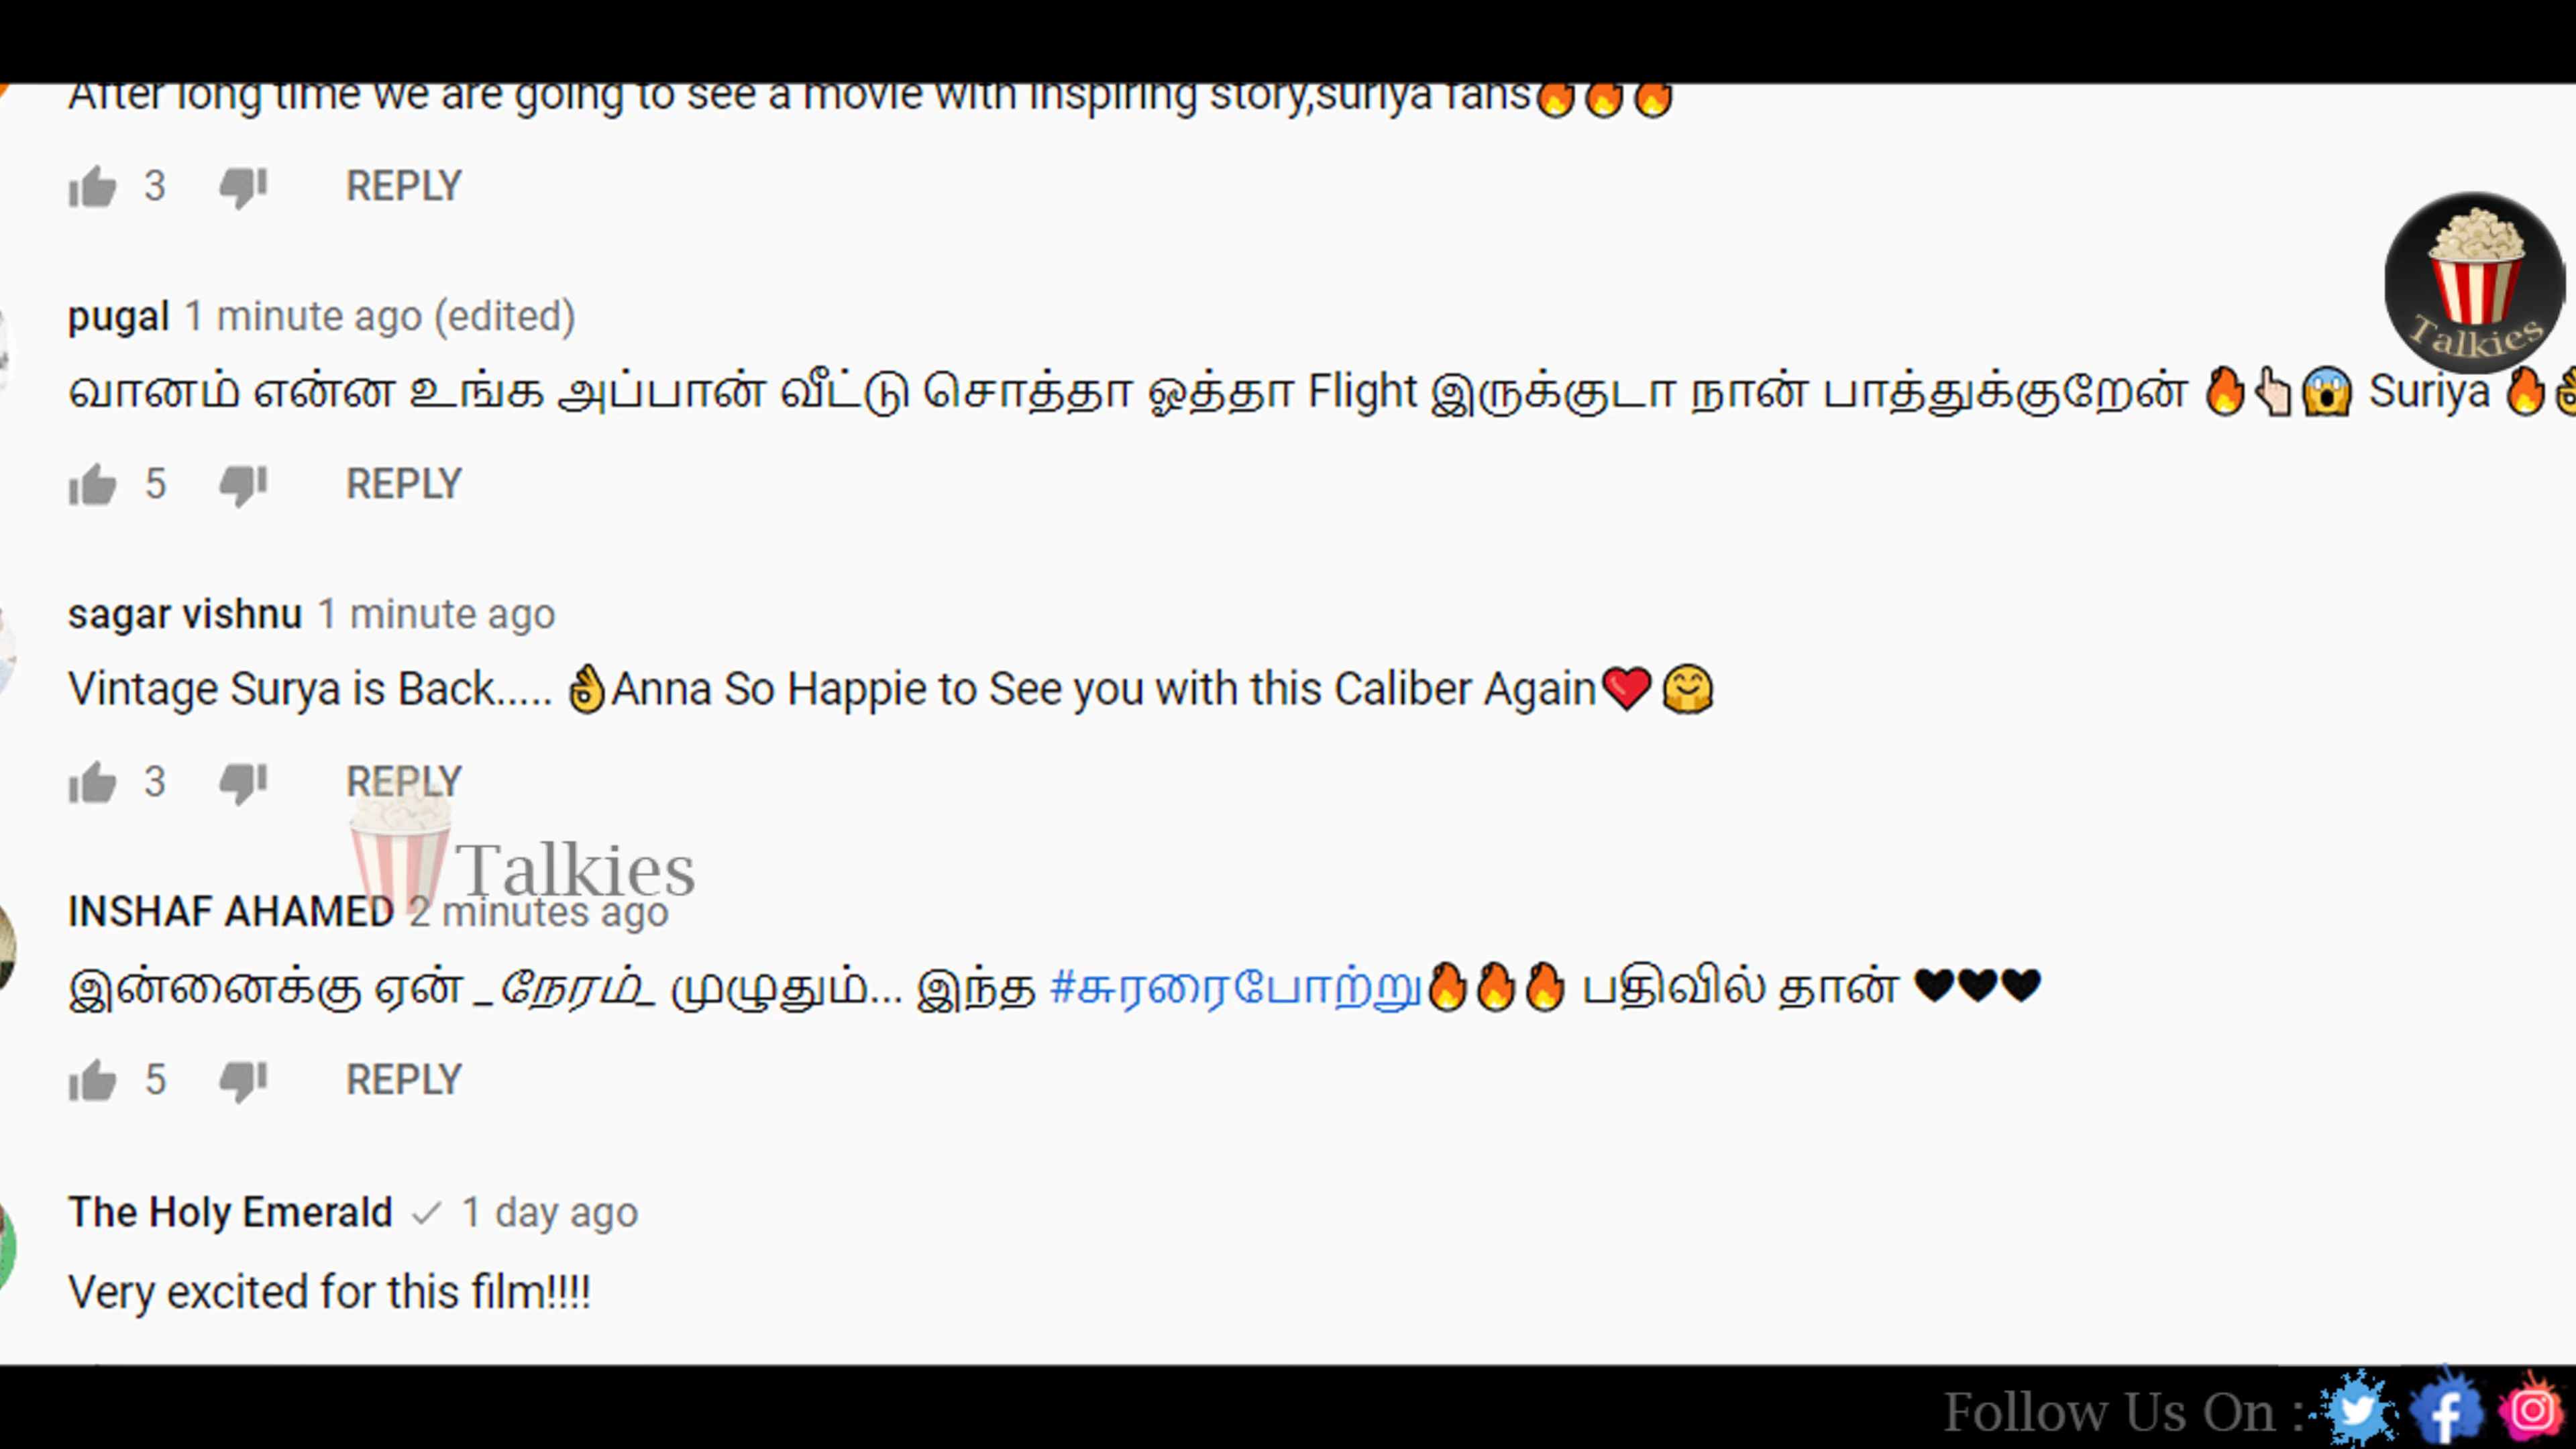 After long time we are going to see a movie with inspiring story,suriya fans🔥🔥🔥
3 REPLY
Talkies
pugal 1 minute ago (edited)
வானம் என்ன உங்க அப்பான் வீட்டு சொத்தா ஓத்தா Flight இருக்குடா நான் பாத்துக்குறேன் 🔥👆🏻😱 Suriya 🔥👌
5 REPLY
sagar vishnu 1 minute ago
Vintage Surya is Back..... 👌Anna So Happie to See you with this Caliber Again❤️🤗
3 REPLY
Talkies
INSHAF AHAMED 2 minutes ago
இன்னைக்கு ஏன் _நேரம்_ முழுதும்... இந்த #சுரரைபோற்று🔥🔥🔥 பதிவில் தான் 🖤🖤🖤
5 REPLY
The Holy Emerald ✓ 1 day ago
Very excited for this film!!!!
Follow Us On :